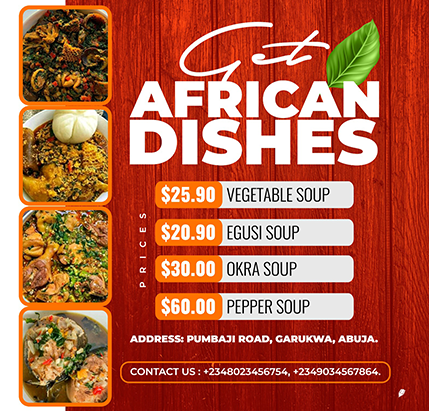 Get
AFRICAN
DISHES
PRICES
$25.90 VEGETABLE SOUP
$20.90 EGUSI SOUP
$30.00 OKRA SOUP
$60.00 PEPPER SOUP
ADDRESS: PUMBAJI ROAD, GARUKWA, ABUJA.
CONTACT US : +2348023456754, +2349034567864.